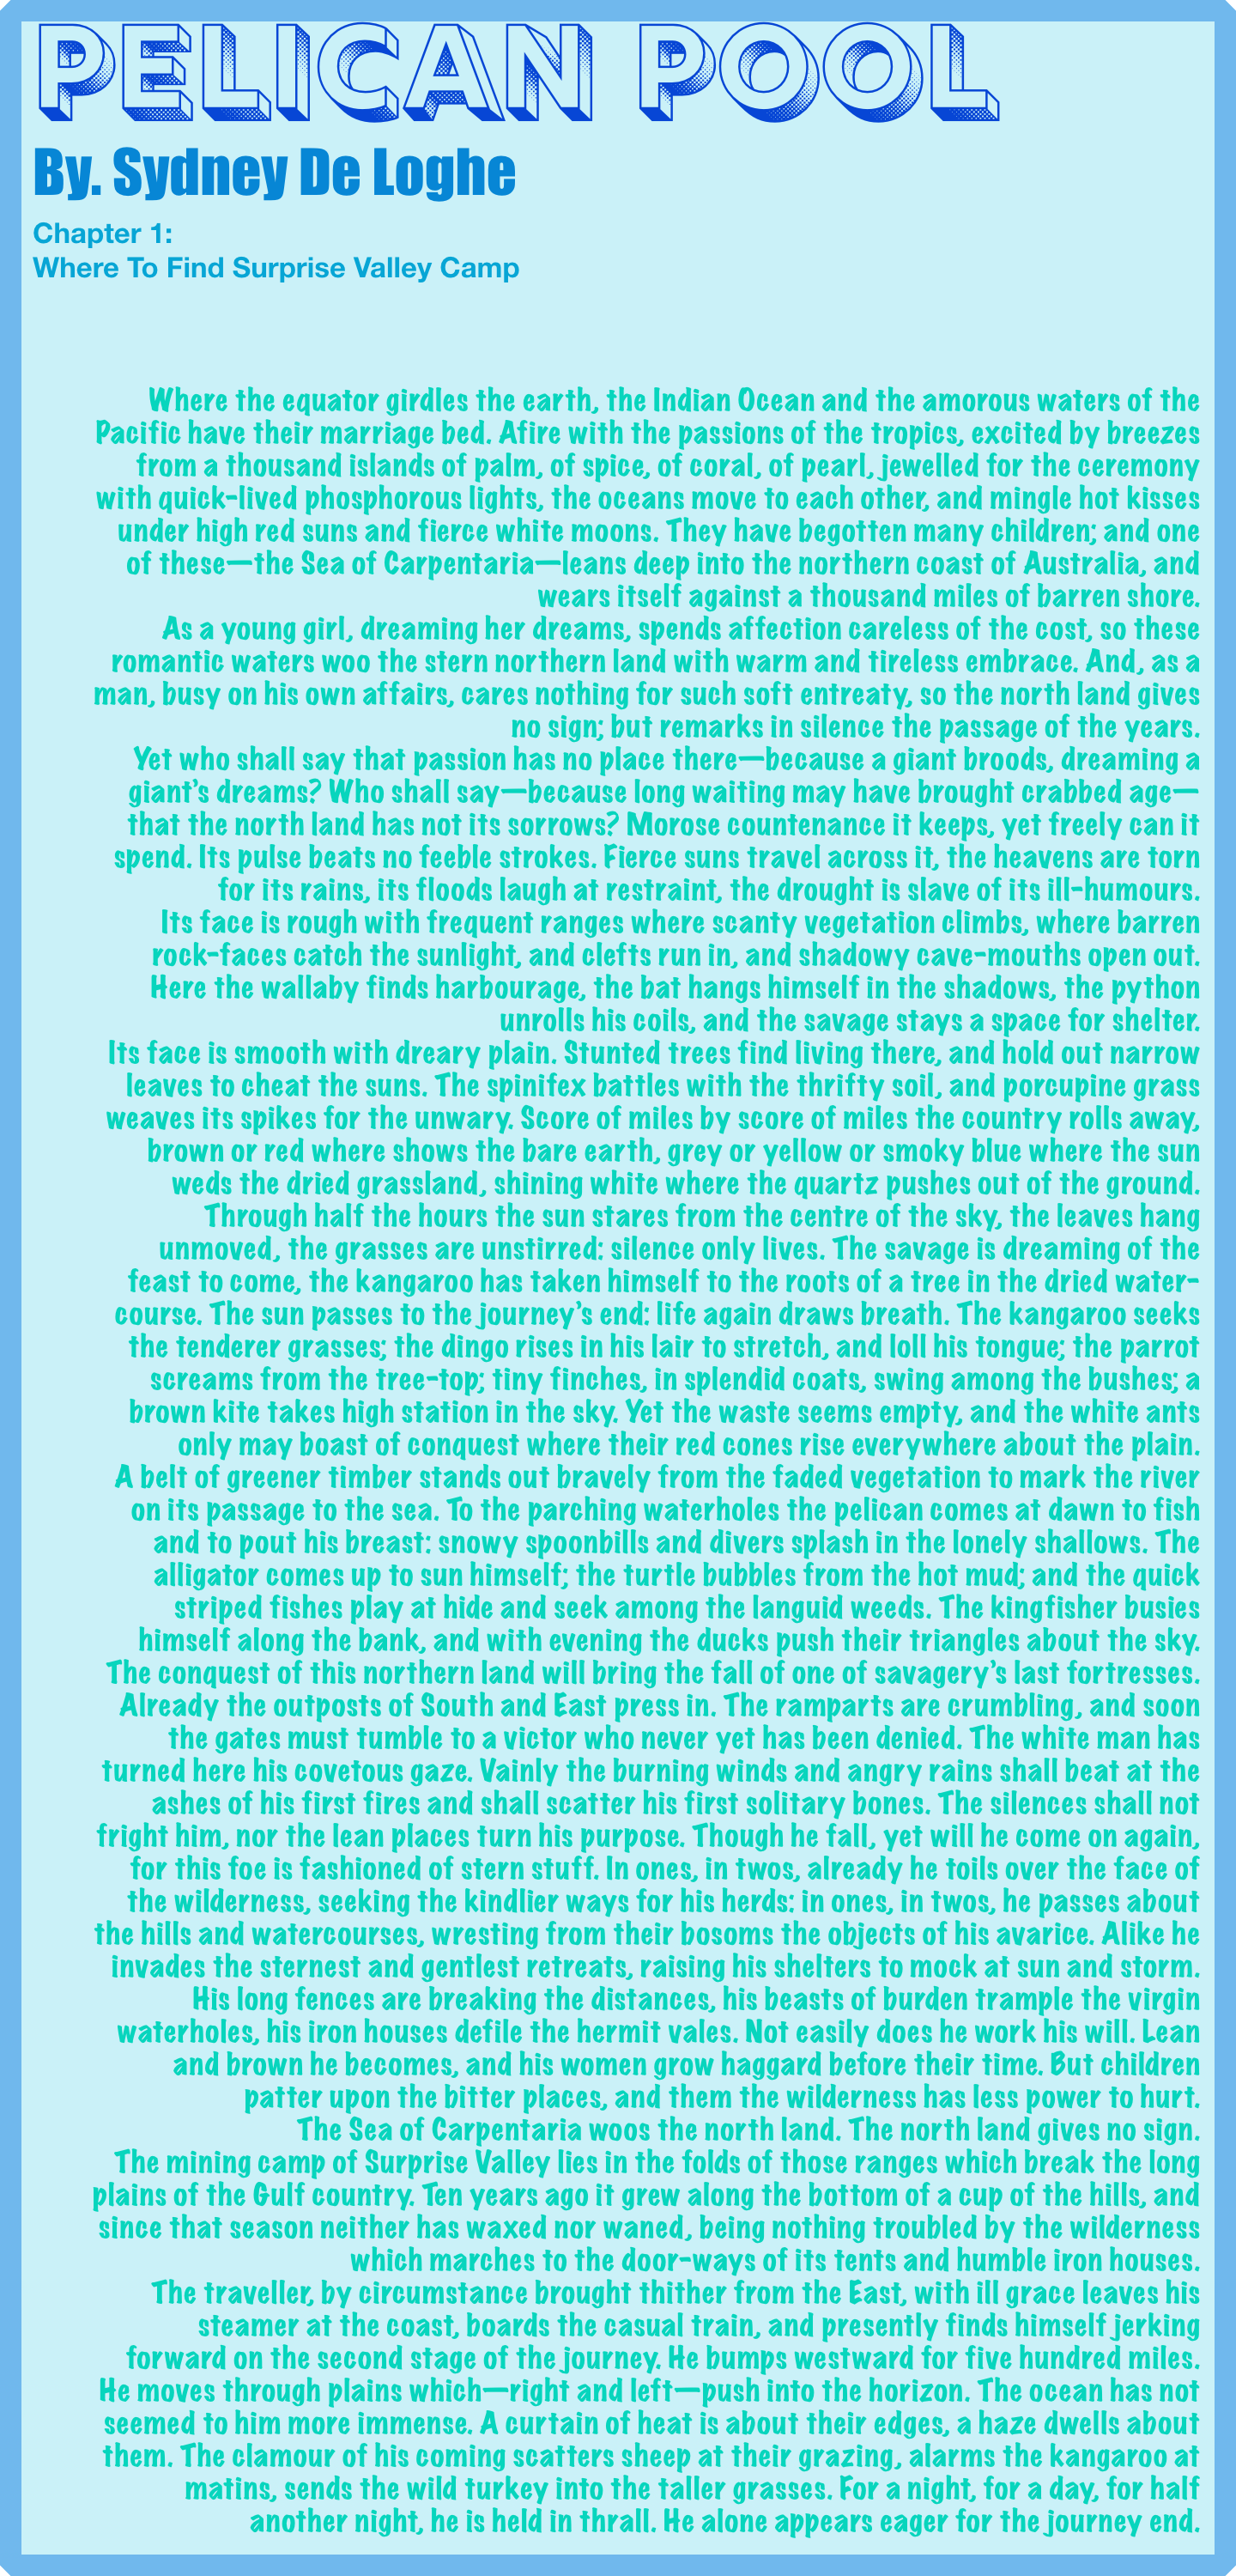 PELICAN POOL
By. Sydney De Loghe
Chapter 1:
Where To Find Surprise Valley Camp
Where the equator girdles the earth, the Indian Ocean and the amorous waters of the
Pacific have their marriage bed. Afire with the passions of the tropics, excited by breezes
from a thousand islands of palm, of spice, of coral, of pearl, jewelled for the ceremony
with quick-lived phosphorous lights, the oceans move to each other, and mingle hot kisses
under high red suns and fierce white moons. They have begotten many children; and one
of these—the Sea of Carpentaria—leans deep into the northern coast of Australia, and
wears itself against a thousand miles of barren shore.
As a young girl, dreaming her dreams, spends affection careless of the cost, so these
romantic waters woo the stern northern land with warm and tireless embrace. And, as a
man, busy on his own affairs, cares nothing for such soft entreaty, so the north land gives
no sign; but remarks in silence the passage of the years.
Yet who shall say that passion has no place there—because a giant broods, dreaming a
giant's dreams? Who shall say—because long waiting may have brought crabbed age—
that the north land has not its sorrows? Morose countenance it keeps, yet freely can it
spend. Its pulse beats no feeble strokes. Fierce suns travel across it, the heavens are torn
for its rains, its floods laugh at restraint, the drought is slave of its ill-humours.
Its face is rough with frequent ranges where scanty vegetation climbs, where barren
rock-faces catch the sunlight, and clefts run in, and shadowy cave-mouths open out.
Here the wallaby finds harbourage, the bat hangs himself in the shadows, the python
unrolls his coils, and the savage stays a space for shelter.
Its face is smooth with dreary plain. Stunted trees find living there, and hold out narrow
leaves to cheat the suns. The spinifex battles with the thrifty soil, and porcupine grass
weaves its spikes for the unwary. Score of miles by score of miles the country rolls away,
brown or red where shows the bare earth, grey or yellow or smoky blue where the sun
weds the dried grassland, shining white where the quartz pushes out of the ground.
Through half the hours the sun stares from the centre of the sky, the leaves hang
unmoved, the grasses are unstirred: silence only lives. The savage is dreaming of the
feast to come, the kangaroo has taken himself to the roots of a tree in the dried water-
course. The sun passes to the journey's end: life again draws breath. The kangaroo seeks
the tenderer grasses; the dingo rises in his lair to stretch, and loll his tongue; the parrot
screams from the tree-top; tiny finches, in splendid coats, swing among the bushes; a
brown kite takes high station in the sky. Yet the waste seems empty, and the white ants
only may boast of conquest where their red cones rise everywhere about the plain.
A belt of greener timber stands out bravely from the faded vegetation to mark the river
on its passage to the sea. To the parching waterholes the pelican comes at dawn to fish
and to pout his breast: snowy spoonbills and divers splash in the lonely shallows. The
alligator comes up to sun himself; the turtle bubbles from the hot mud; and the quick
striped fishes play at hide and seek among the languid weeds. The kingfisher busies
himself along the bank, and with evening the ducks push their triangles about the sky.
The conquest of this northern land will bring the fall of one of savagery's last fortresses.
Already the outposts of South and East press in. The ramparts are crumbling, and soon
the gates must tumble to a victor who never yet has been denied. The white man has
turned here his covetous gaze. Vainly the burning winds and angry rains shall beat at the
ashes of his first fires and shall scatter his first solitary bones. The silences shall not
fright him, nor the lean places turn his purpose. Though he fall, yet will he come on again,
for this foe is fashioned of stern stuff. In ones, in twos, already he toils over the face of
the wilderness, seeking the kindlier ways for his herds: in ones, in twos, he passes about
the hills and watercourses, wresting from their bosoms the objects of his avarice. Alike he
invades the sternest and gentlest retreats, raising his shelters to mock at sun and storm.
His long fences are breaking the distances, his beasts of burden trample the virgin
waterholes, his iron houses defile the hermit vales. Not easily does he work his will. Lean
and brown he becomes, and his women grow haggard before their time. But children
patter upon the bitter places, and them the wilderness has less power to hurt.
The Sea of Carpentaria woos the north land. The north land gives no sign.
The mining camp of Surprise Valley lies in the folds of those ranges which break the long
plains of the Gulf country. Ten years ago it grew along the bottom of a cup of the hills, and
since that season neither has waxed nor waned, being nothing troubled by the wilderness
which marches to the door-ways of its tents and humble iron houses.
The traveller, by circumstance brought thither from the East, with ill grace leaves his
steamer at the coast, boards the casual train, and presently finds himself jerking
forward on the second stage of the journey. He bumps westward for five hundred miles.
He moves through plains which—right and left—push into the horizon. The ocean has not
seemed to him more immense. A curtain of heat is about their edges, a haze dwells about
them. The clamour of his coming scatters sheep at their grazing, alarms the kangaroo at
matins, sends the wild turkey into the taller grasses. For a night, for a day, for half
another night, he is held in thrall. He alone appears eager for the journey end.